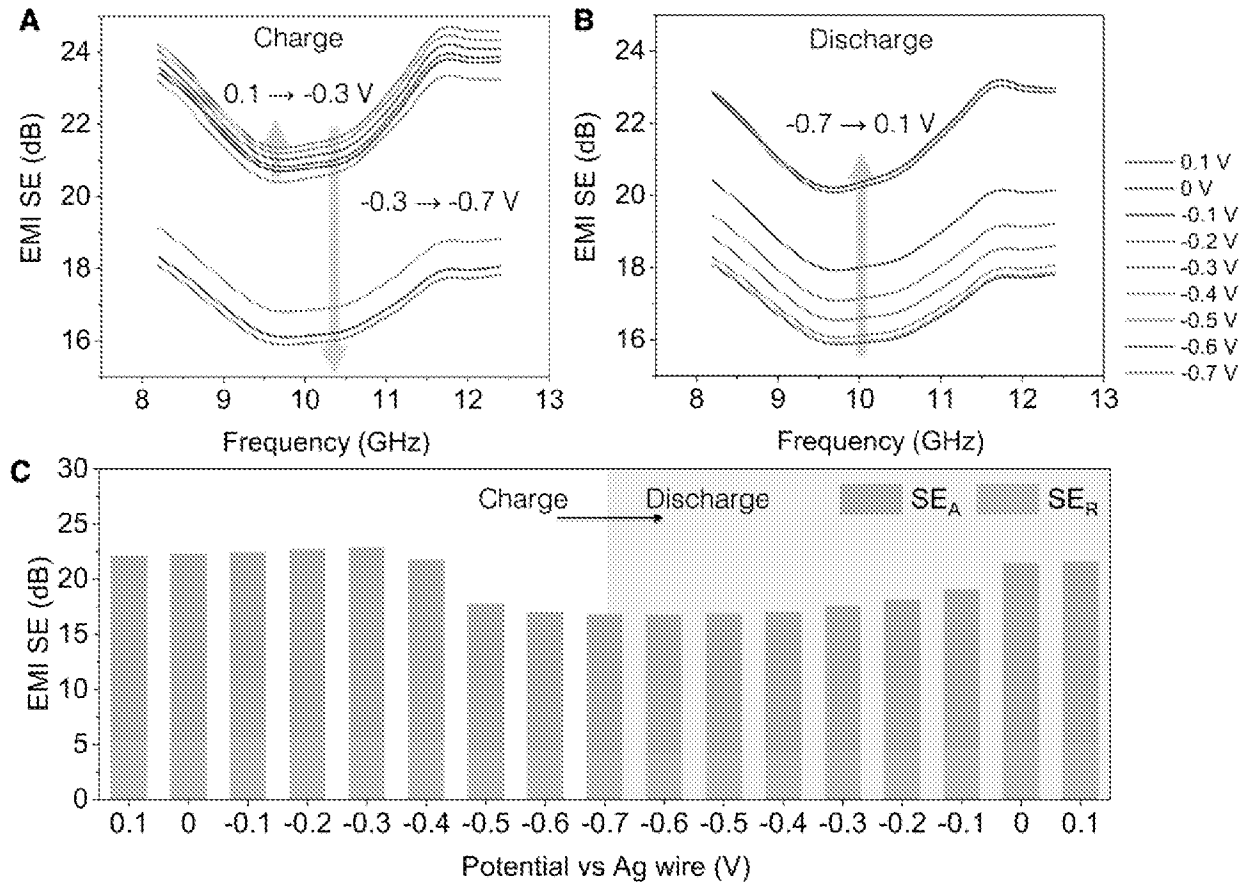 A
Charge
0.1 → -0.3 V
-0.3 → -0.7 V
EMI SE (dB)
24
22
20
18
16
8 9 10 11 12 13
Frequency (GHz)
B
Discharge
-0.7 → 0.1 V
EMI SE (dB)
24
22
20
18
16
8 9 10 11 12 13
Frequency (GHz)
0.1 V
0 V
-0.1 V
-0.2 V
-0.3 V
-0.4 V
-0.5 V
-0.6 V
-0.7 V
C
Charge Discharge SE_A SE_R
EMI SE (dB)
30
25
20
15
10
5
0
0.1 0 -0.1 -0.2 -0.3 -0.4 -0.5 -0.6 -0.7 -0.6 -0.5 -0.4 -0.3 -0.2 -0.1 0 0.1
Potential vs Ag wire (V)